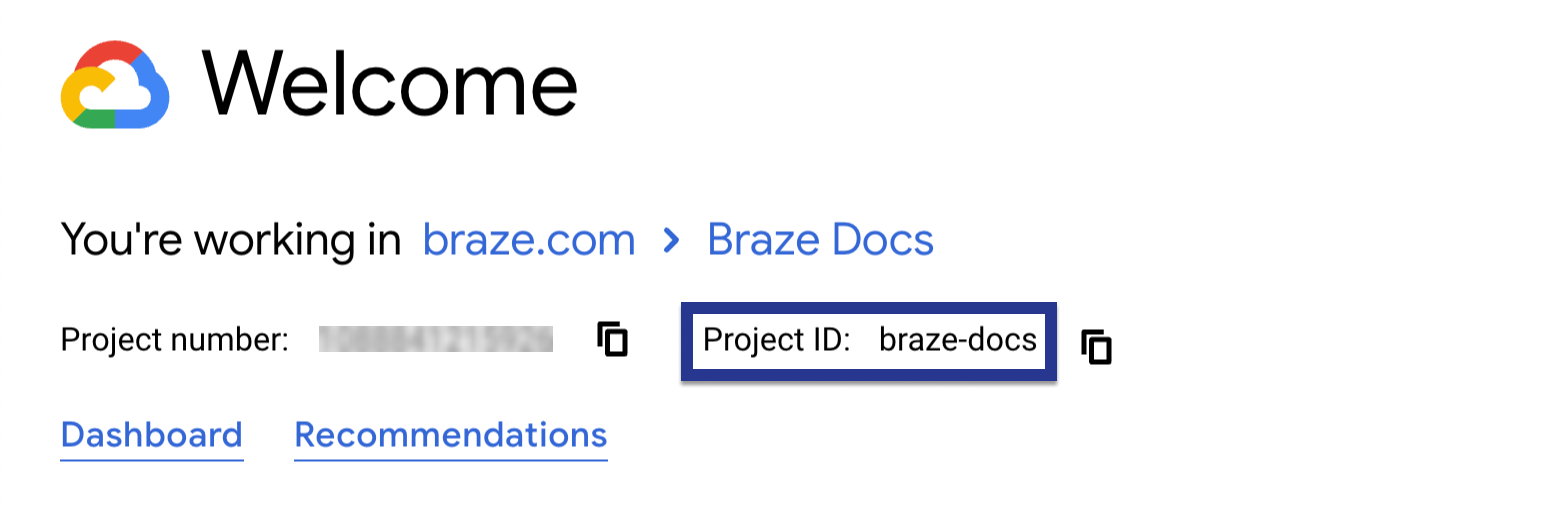 Welcome
You're working in braze.com > Braze Docs
Project number: Project ID: braze-docs
Dashboard Recommendations